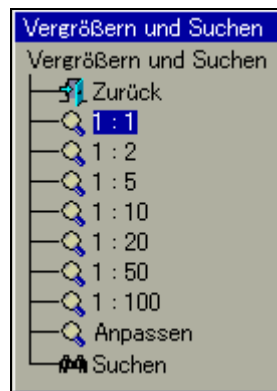 Vergrößern und Suchen
Vergrößern und Suchen
Zurück
1 : 1
1 : 2
1 : 5
1 : 10
1 : 20
1 : 50
1 : 100
Anpassen
Suchen